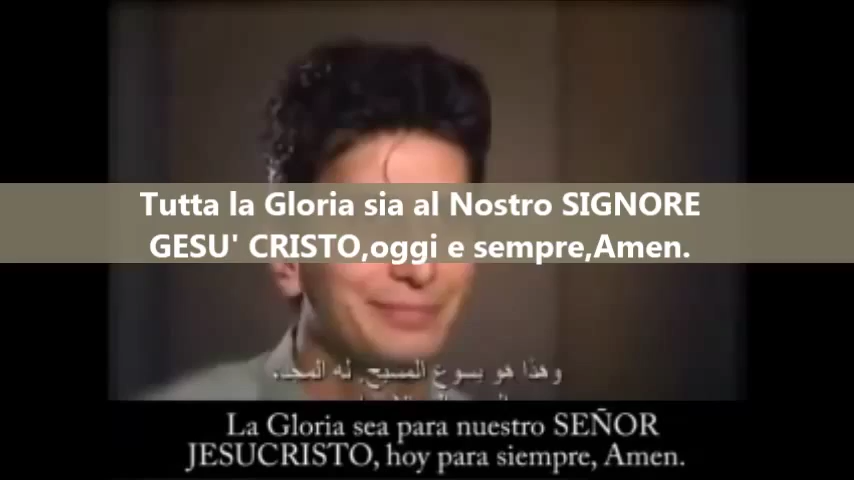 Tutta la Gloria sia al Nostro SIGNORE
GESU' CRISTO,oggi e sempre,Amen.
وهذا هو يسوع المسيح. له المجد،
La Gloria sea para nuestro SEÑOR
JESUCRISTO, hoy para siempre, Amen.